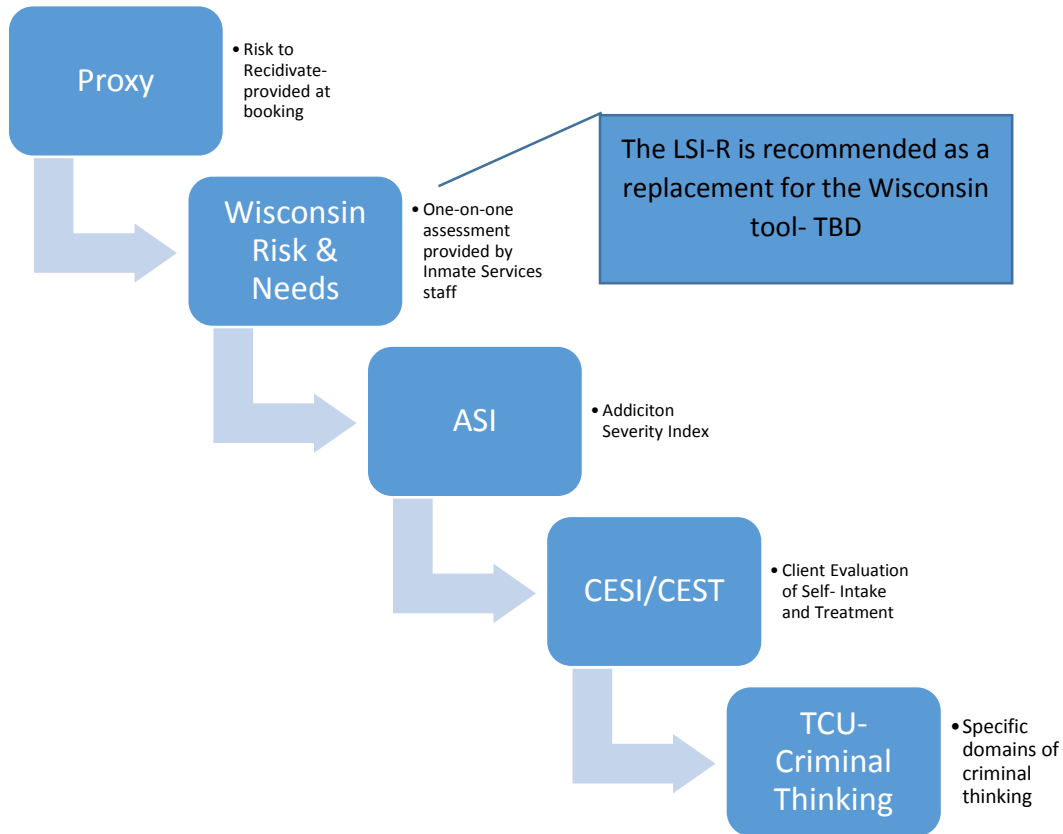 Proxy
• Risk to
Recidivate-
provided at
booking
The LSI-R is recommended as a
replacement for the Wisconsin
tool- TBD
Wisconsin
Risk &
Needs
• One-on-one
assessment
provided by
Inmate Services
staff
ASI
• Addiciton
Severity Index
CESI/CEST
• Client Evaluation
of Self- Intake
and Treatment
TCU-
Criminal
Thinking
• Specific
domains of
criminal
thinking